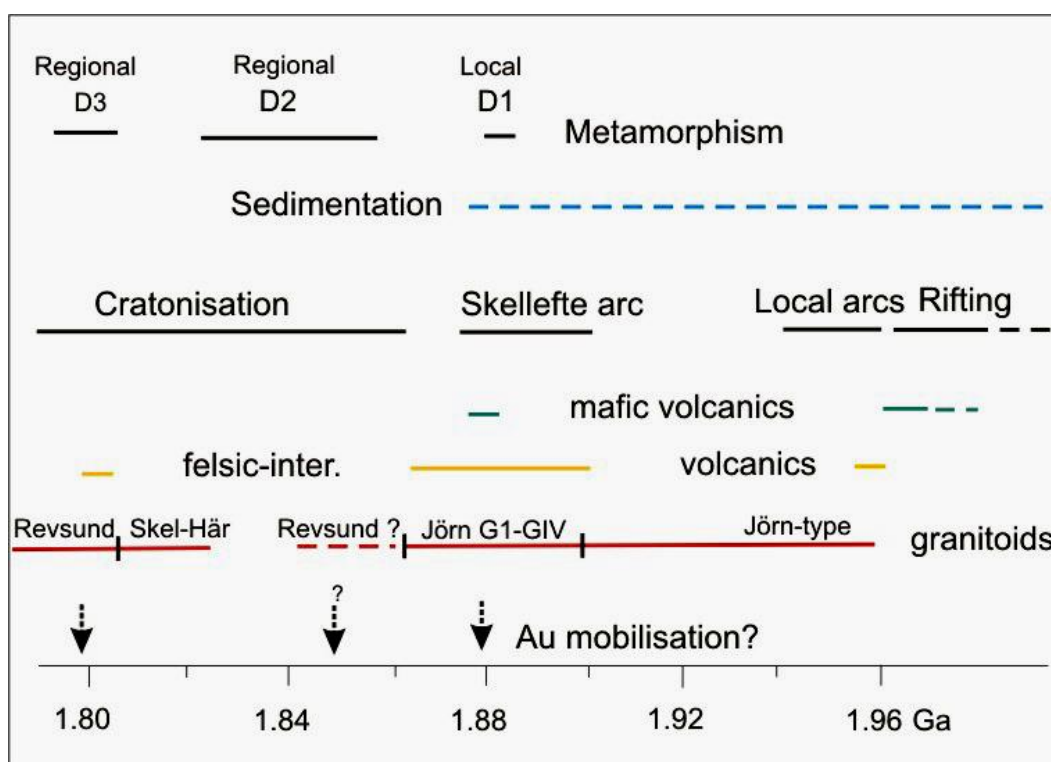 Regional Regional Local
D3 D2 D1
Metamorphism
Sedimentation
Cratonisation Skellefte arc Local arcs Rifting
mafic volcanics
felsic-inter. volcanics
Revsund Skel-Här Revsund ? Jörn G1-GIV Jörn-type granitoids
?
Au mobilisation?
1.80 1.84 1.88 1.92 1.96 Ga